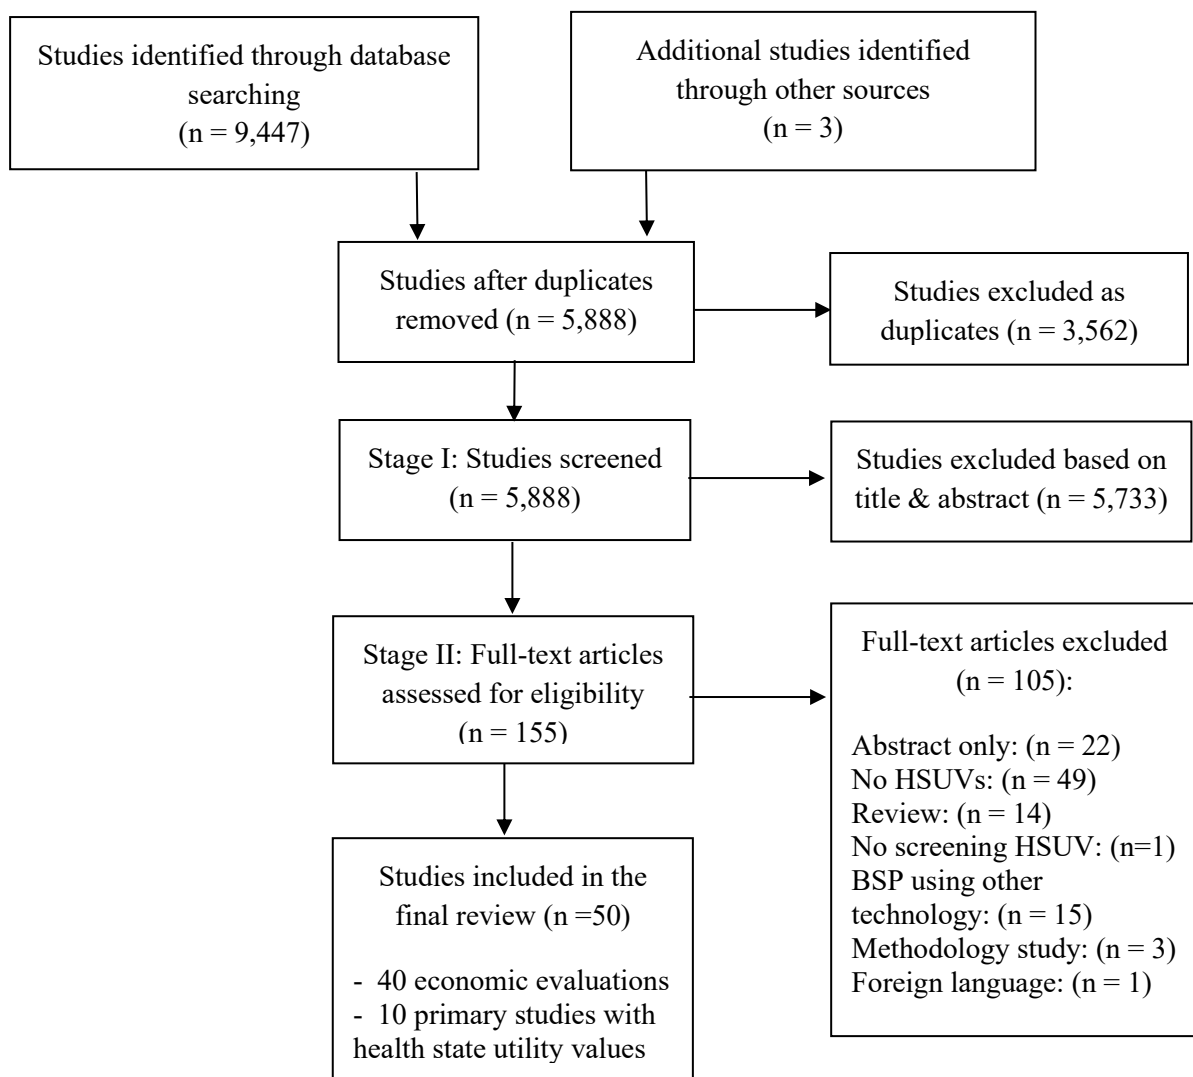 Studies identified through database
searching
(n = 9,447)
Additional studies identified
through other sources
(n = 3)
Studies after duplicates
removed (n = 5,888)
Studies excluded as
duplicates (n = 3,562)
Stage I: Studies screened
(n = 5,888)
Studies excluded based on
title & abstract (n = 5,733)
Stage II: Full-text articles
assessed for eligibility
(n = 155)
Full-text articles excluded
(n = 105):
Abstract only: (n = 22)
No HSUVs: (n = 49)
Review: (n = 14)
No screening HSUV: (n=1)
BSP using other
technology: (n = 15)
Methodology study: (n = 3)
Foreign language: (n = 1)
Studies included in the
final review (n =50)
- 40 economic evaluations
- 10 primary studies with
health state utility values